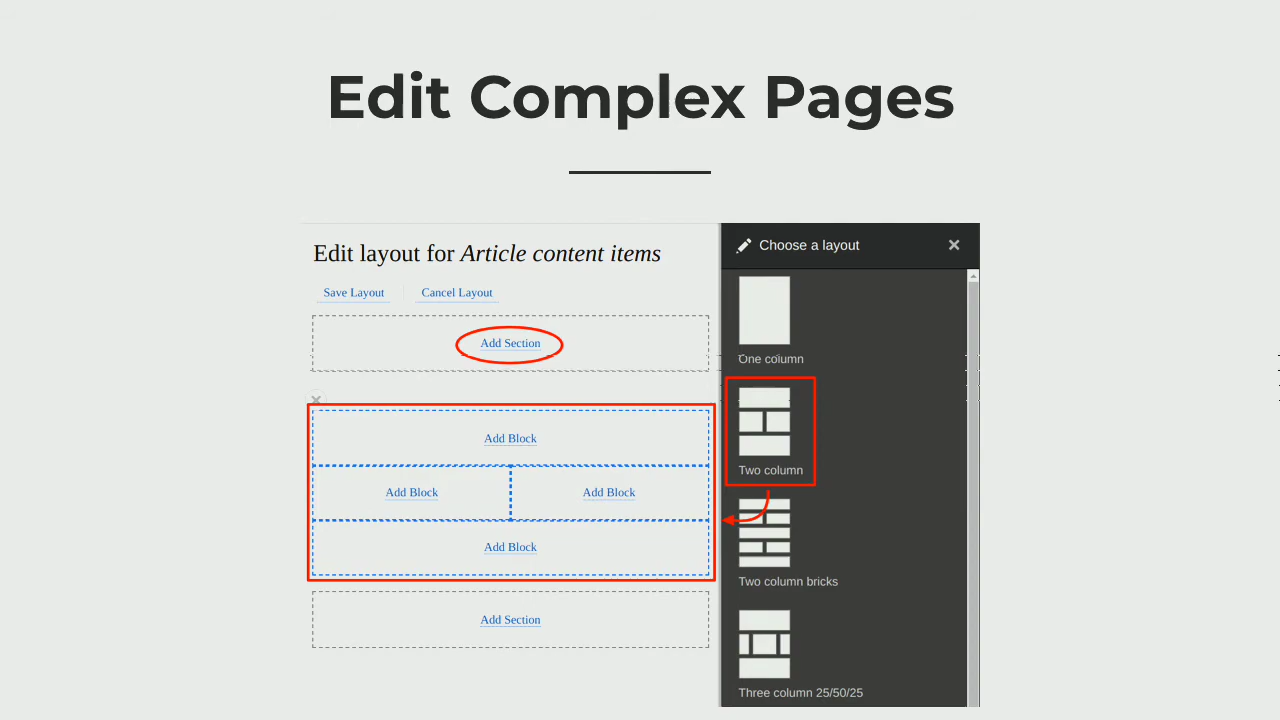 Edit Complex Pages
Edit layout for Article content items
Save Layout Cancel Layout
Add Section
Add Block
Add Block Add Block
Add Block
Add Section
Choose a layout
One column
Two column
Two column bricks
Three column 25/50/25